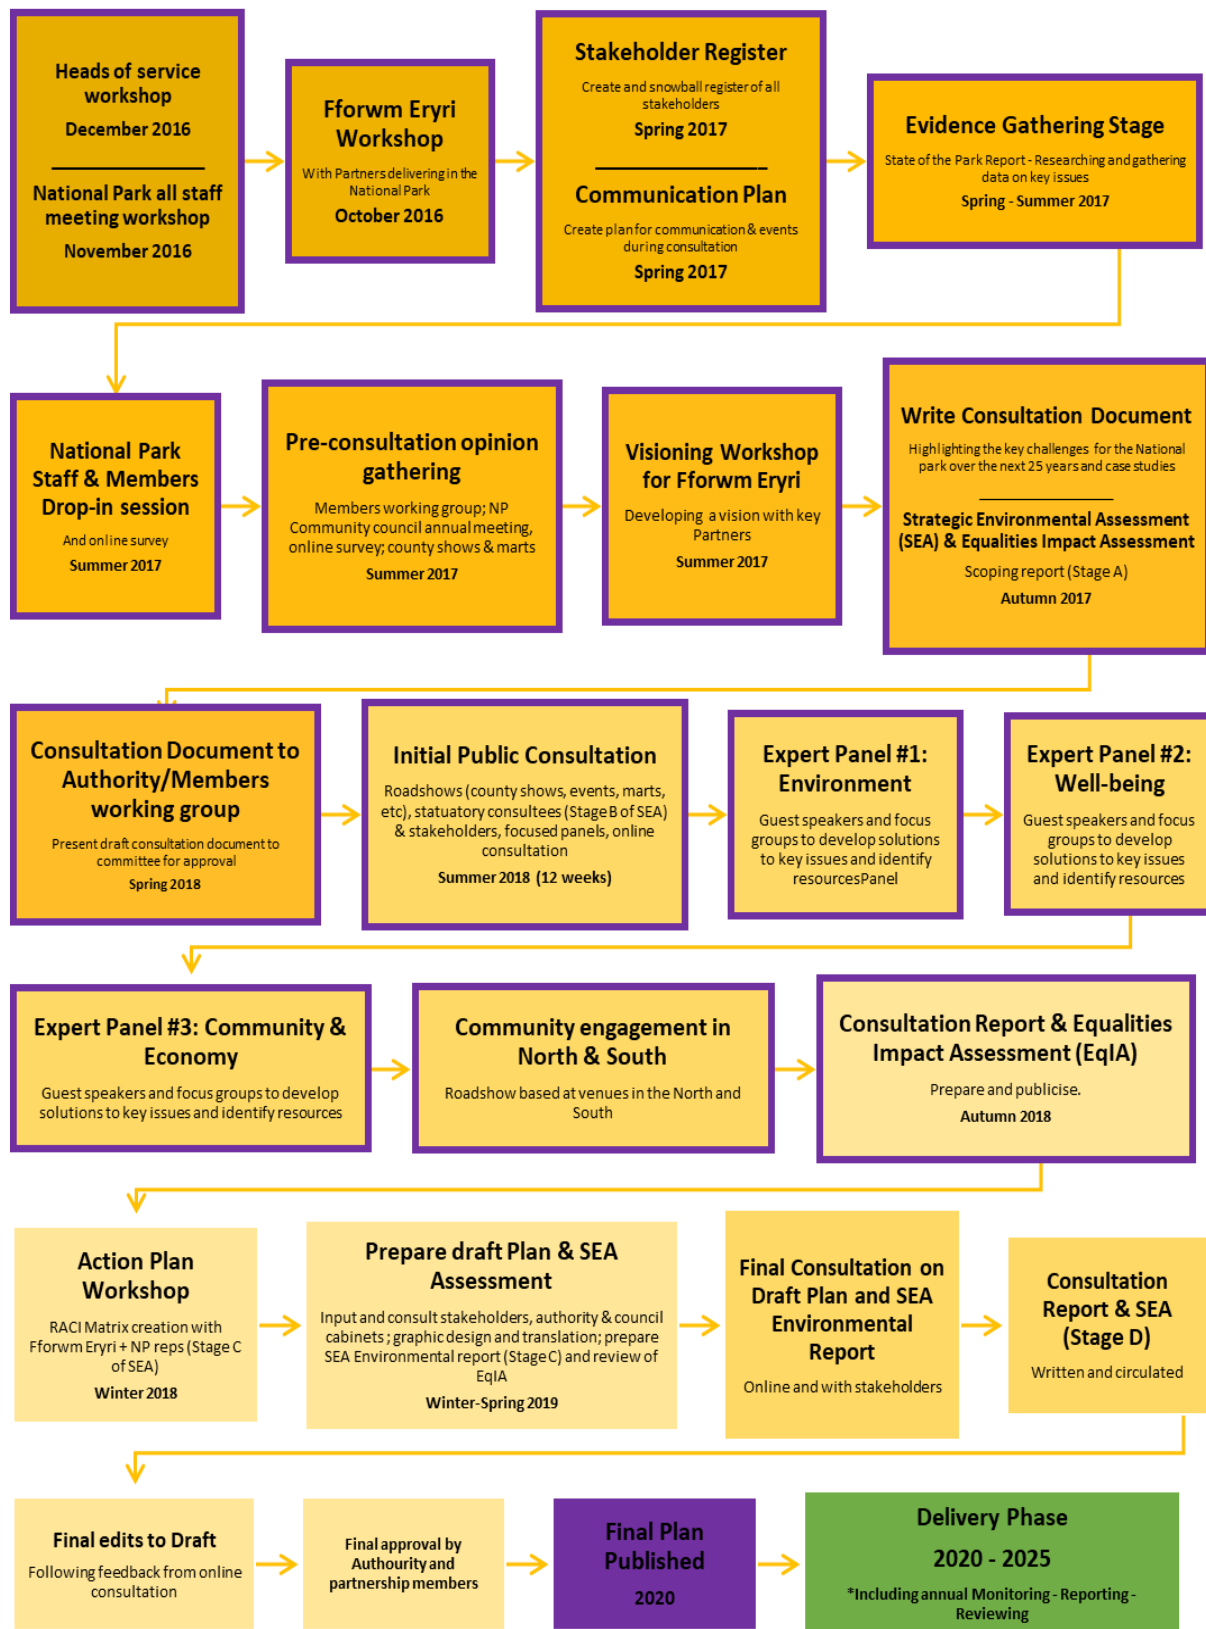 Heads of service
workshop
December 2016
National Park all staff
meeting workshop
November 2016
Fforwm Eryri
Workshop
With Partners delivering in the
National Park
October 2016
Stakeholder Register
Create and snowball register of all
stakeholders
Spring 2017
Communication Plan
Create plan for communication & events
during consultation
Spring 2017
Evidence Gathering Stage
State of the Park Report - Researching and gathering
data on key issues
Spring - Summer 2017
National Park
Staff & Members
Drop-in session
And online survey
Summer 2017
Pre-consultation opinion
gathering
Members working group; NP
Community council annual meeting,
online survey; county shows & marts
Summer 2017
Visioning Workshop
for Fforwm Eryri
Developing a vision with key
Partners
Summer 2017
Write Consultation Document
Highlighting the key challenges for the National
park over the next 25 years and case studies
Strategic Environmental Assessment
(SEA) & Equalities Impact Assessment
Scoping report (Stage A)
Autumn 2017
Consultation Document to
Authority/Members
working group
Present draft consultation document to
committee for approval
Spring 2018
Initial Public Consultation
Roadshows (county shows, events, marts,
etc), statuatory consultees (Stage B of SEA)
& stakeholders, focused panels, online
consultation
Summer 2018 (12 weeks)
Expert Panel #1:
Environment
Guest speakers and focus
groups to develop solutions
to key issues and identify
resourcesPanel
Expert Panel #2:
Well-being
Guest speakers and focus
groups to develop
solutions to key issues
and identify resources
Expert Panel #3: Community &
Economy
Guest speakers and focus groups to develop
solutions to key issues and identify resources
Community engagement in
North & South
Roadshow based at venues in the North and
South
Consultation Report & Equalities
Impact Assessment (EqIA)
Prepare and publicise.
Autumn 2018
Action Plan
Workshop
RACI Matrix creation with
Fforwm Eryri + NP reps (Stage C
of SEA)
Winter 2018
Prepare draft Plan & SEA
Assessment
Input and consult stakeholders, authority & council
cabinets ; graphic design and translation; prepare
SEA Environmental report (Stage C) and review of
EqIA
Winter-Spring 2019
Final Consultation on
Draft Plan and SEA
Environmental
Report
Online and with stakeholders
Consultation
Report & SEA
(Stage D)
Written and circulated
Final edits to Draft
Following feedback from online
consultation
Final approval by
Authourity and
partnership members
Final Plan
Published
2020
Delivery Phase
2020 - 2025
*Including annual Monitoring - Reporting -
Reviewing